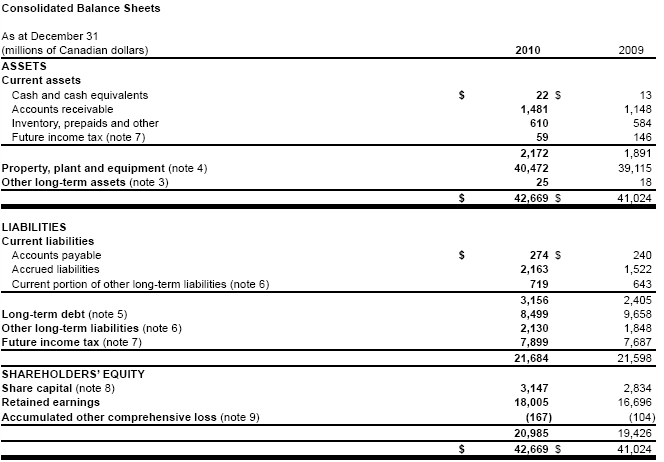 Consolidated Balance Sheets
As at December 31
(millions of Canadian dollars) 2010 2009
ASSETS
Current assets
Cash and cash equivalents $ 22 $ 13
Accounts receivable 1,481 1,148
Inventory, prepaids and other 610 584
Future income tax (note 7) 59 146
2,172 1,891
Property, plant and equipment (note 4) 40,472 39,115
Other long-term assets (note 3) 25 18
$ 42,669 $ 41,024
LIABILITIES
Current liabilities
Accounts payable $ 274 $ 240
Accrued liabilities 2,163 1,522
Current portion of other long-term liabilities (note 6) 719 643
3,156 2,405
Long-term debt (note 5) 8,499 9,658
Other long-term liabilities (note 6) 2,130 1,848
Future income tax (note 7) 7,899 7,687
21,684 21,598
SHAREHOLDERS' EQUITY
Share capital (note 8) 3,147 2,834
Retained earnings 18,005 16,696
Accumulated other comprehensive loss (note 9) (167) (104)
20,985 19,426
$ 42,669 $ 41,024